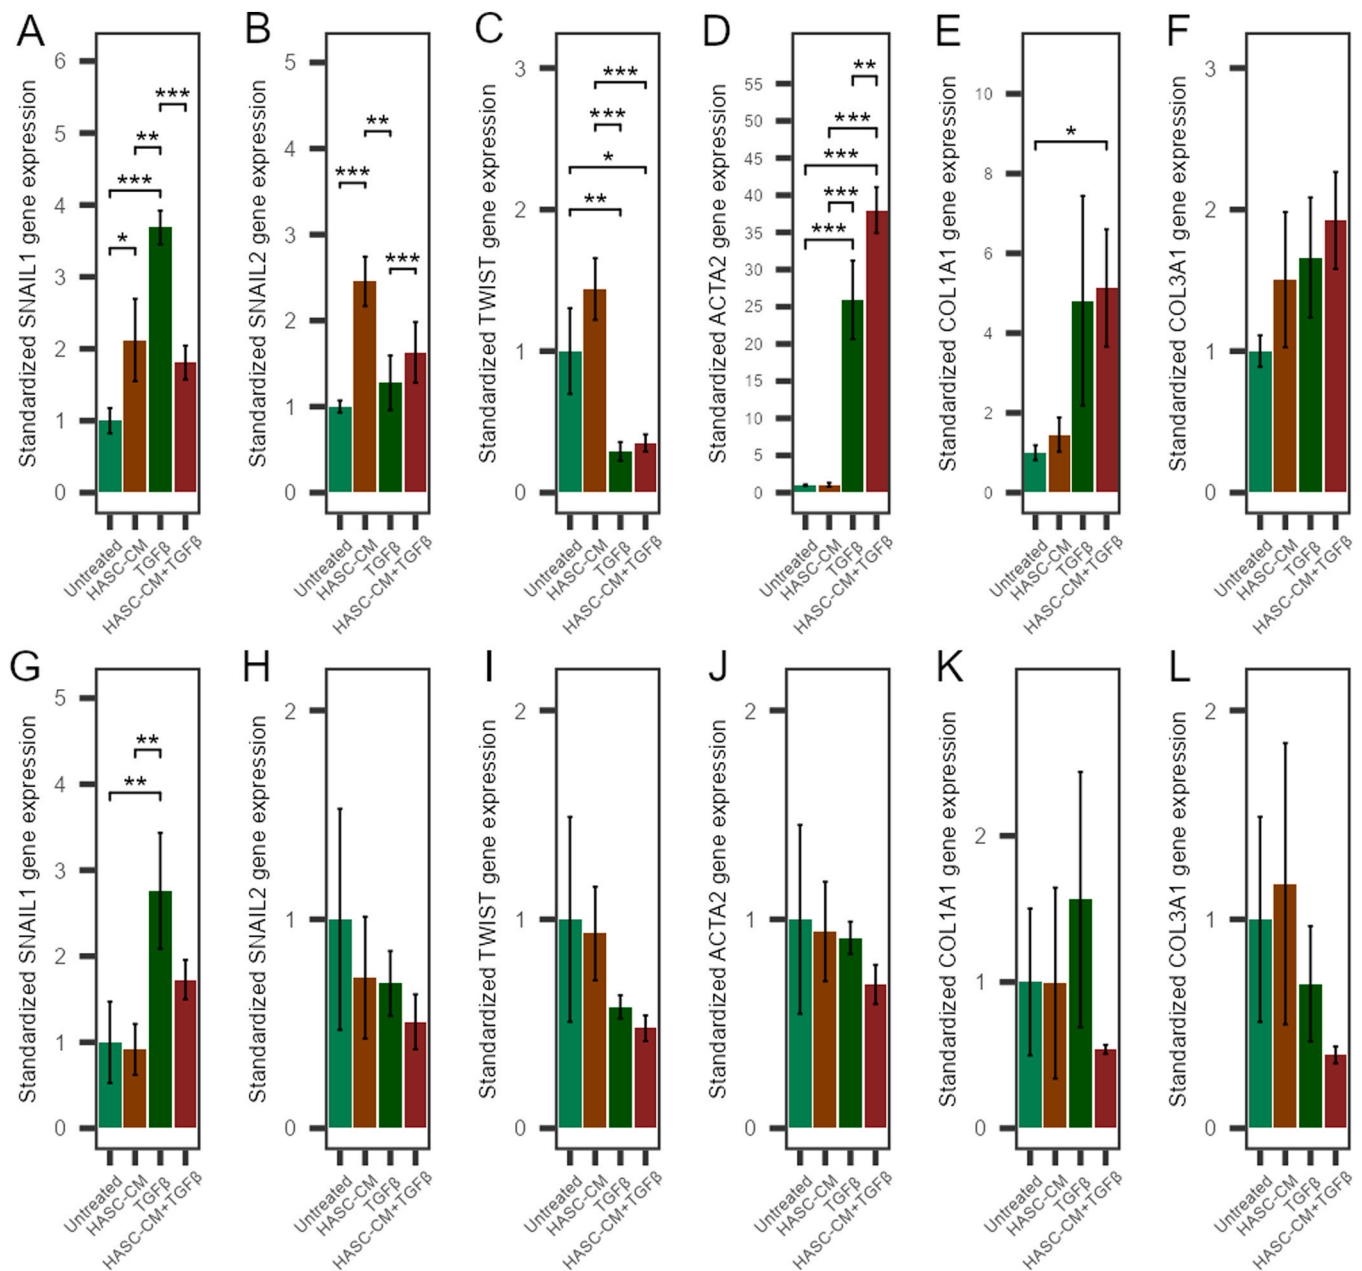 A
Standardized SNAIL1 gene expression
6
5
4
3
2
1
0
***
**
***
*
Untreated
HASC-CM
TGFβ
HASC-CM+TGFβ
B
Standardized SNAIL2 gene expression
5
4
3
2
1
0
**
***
***
Untreated
HASC-CM
TGFβ
HASC-CM+TGFβ
C
Standardized TWIST gene expression
3
2
1
0
***
***
*
**
Untreated
HASC-CM
TGFβ
HASC-CM+TGFβ
D
Standardized ACTA2 gene expression
55
50
45
40
35
30
25
20
15
10
5
0
**
***
***
***
***
Untreated
HASC-CM
TGFβ
HASC-CM+TGFβ
E
Standardized COL1A1 gene expression
10
8
6
4
2
0
*
Untreated
HASC-CM
TGFβ
HASC-CM+TGFβ
F
Standardized COL3A1 gene expression
3
2
1
0
Untreated
HASC-CM
TGFβ
HASC-CM+TGFβ
G
Standardized SNAIL1 gene expression
5
4
3
2
1
0
**
**
Untreated
HASC-CM
TGFβ
HASC-CM+TGFβ
H
Standardized SNAIL2 gene expression
2
1
0
Untreated
HASC-CM
TGFβ
HASC-CM+TGFβ
I
Standardized TWIST gene expression
2
1
0
Untreated
HASC-CM
TGFβ
HASC-CM+TGFβ
J
Standardized ACTA2 gene expression
2
1
0
Untreated
HASC-CM
TGFβ
HASC-CM+TGFβ
K
Standardized COL1A1 gene expression
2
1
0
Untreated
HASC-CM
TGFβ
HASC-CM+TGFβ
L
Standardized COL3A1 gene expression
2
1
0
Untreated
HASC-CM
TGFβ
HASC-CM+TGFβ